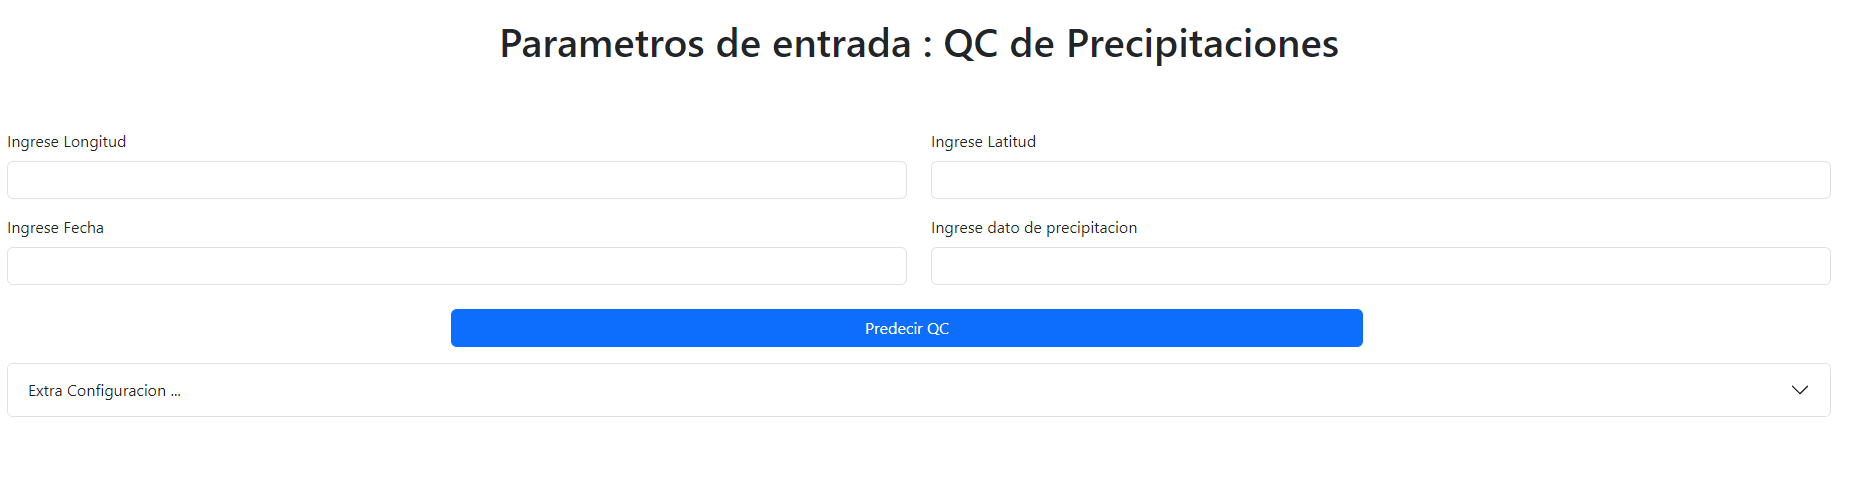 Parametros de entrada : QC de Precipitaciones
Ingrese Longitud
Ingrese Latitud
Ingrese Fecha
Ingrese dato de precipitacion
Predecir QC
Extra Configuracion ...